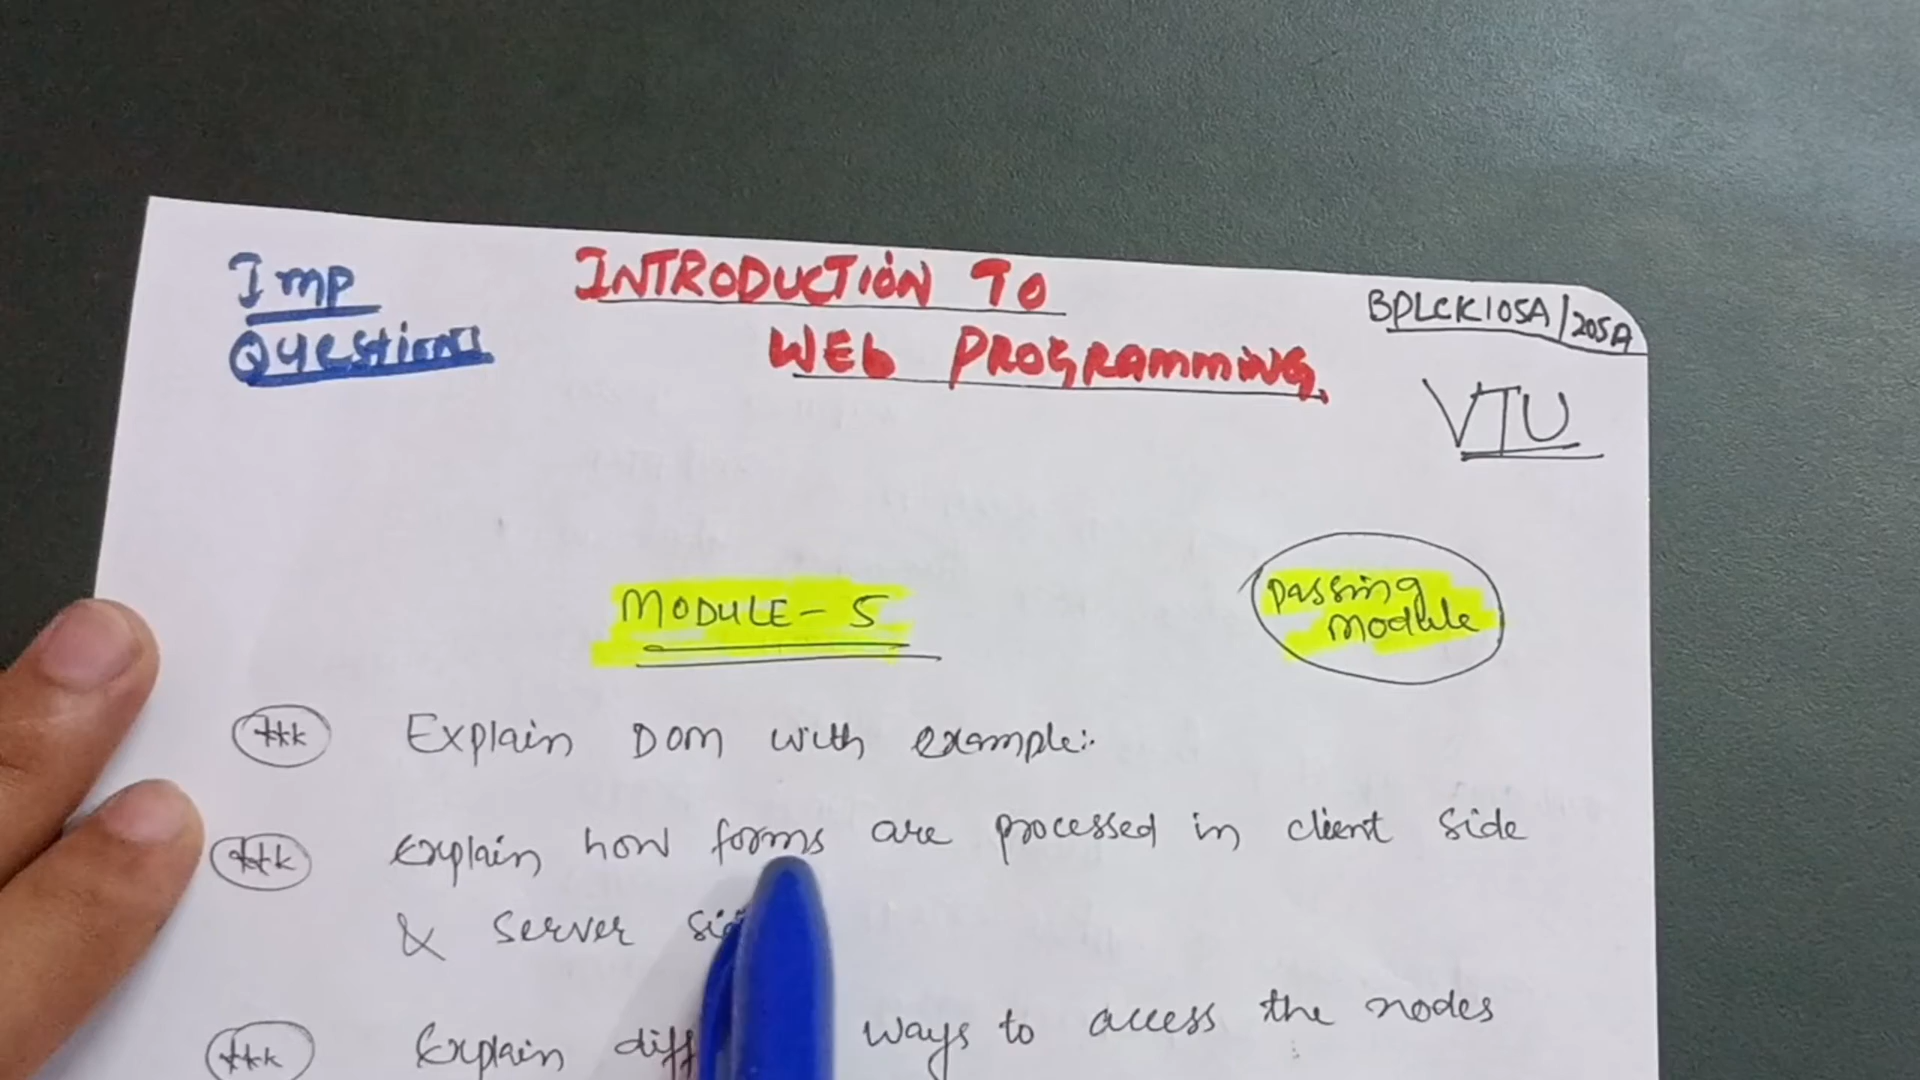 Imp
Questions
INTRODUCTION TO
WEb PROGRAMMING.
BPLCK105A/205A
VTU
MODULE-5
Passing
Module
***
Explain DOM with example:-
***
Explain how forms are processed in client side
& server
***
Explain ways to access the nodes